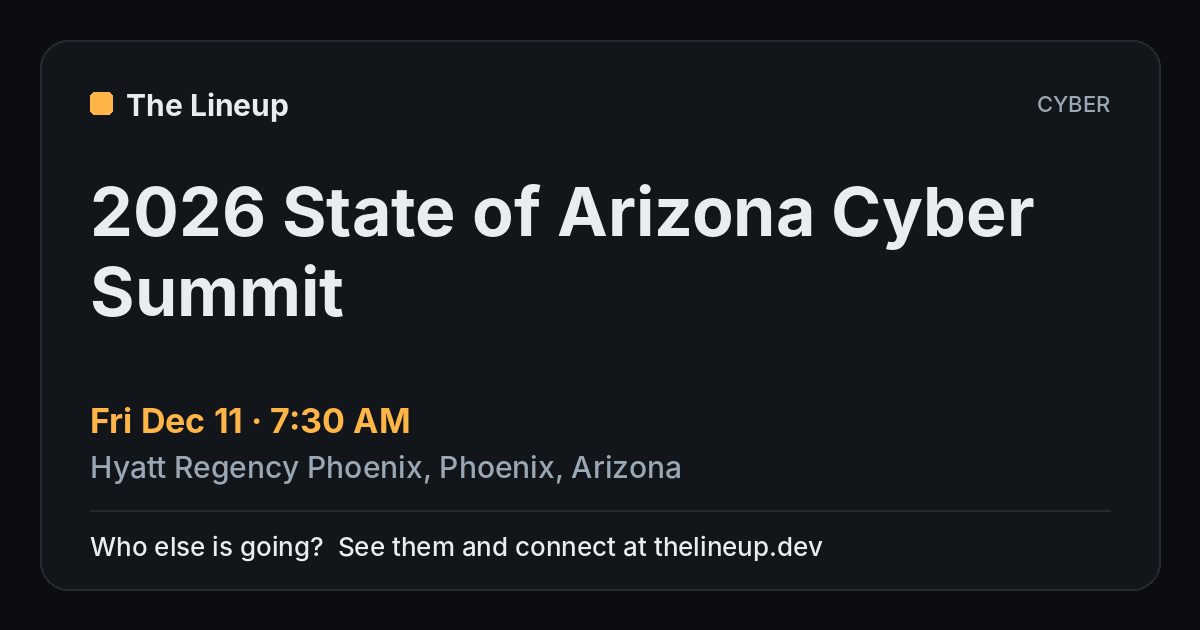 The Lineup
CYBER
2026 State of Arizona Cyber
Summit
Fri Dec 11 · 7:30 AM
Hyatt Regency Phoenix, Phoenix, Arizona
Who else is going?  See them and connect at thelineup.dev